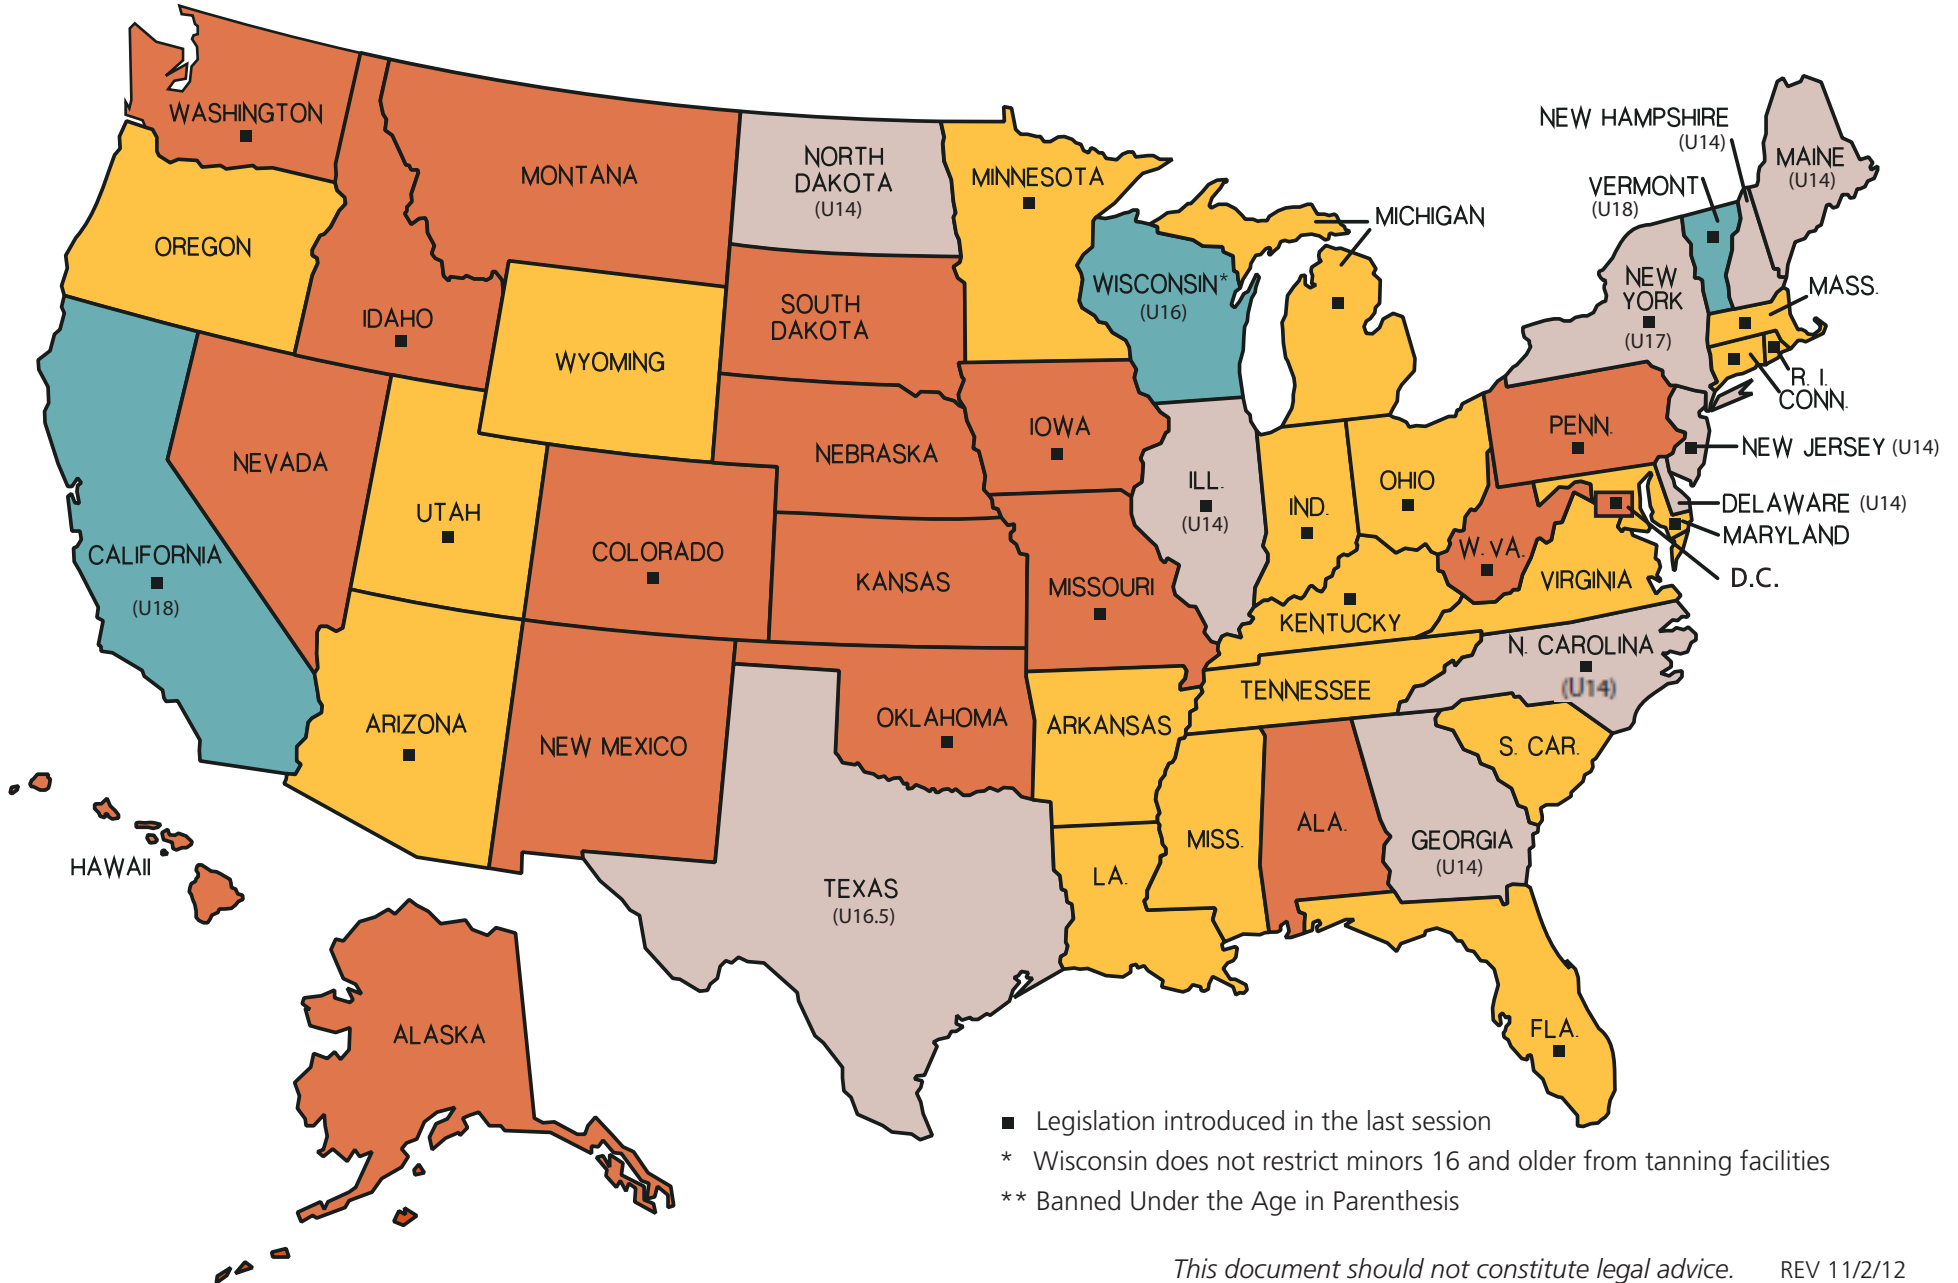 WASHINGTON
MONTANA
NORTH
DAKOTA
(U14)
MINNESOTA
NEW HAMPSHIRE
(U14)
MAINE
(U14)
VERMONT
(U18)
MICHIGAN
OREGON
IDAHO
SOUTH
DAKOTA
WISCONSIN*
(U16)
NEW
YORK
(U17)
MASS.
WYOMING
R. I.
CONN.
NEVADA
NEBRASKA
IOWA
PENN.
NEW JERSEY (U14)
UTAH
ILL.
(U14)
IND.
OHIO
DELAWARE (U14)
MARYLAND
CALIFORNIA
(U18)
COLORADO
KANSAS
MISSOURI
W. VA.
VIRGINIA
D.C.
KENTUCKY
N. CAROLINA
(U14)
TENNESSEE
ARIZONA
NEW MEXICO
OKLAHOMA
ARKANSAS
S. CAR.
MISS.
ALA.
GEORGIA
(U14)
HAWAII
TEXAS
(U16.5)
LA.
ALASKA
FLA.
■ Legislation introduced in the last session
* Wisconsin does not restrict minors 16 and older from tanning facilities
** Banned Under the Age in Parenthesis
This document should not constitute legal advice. REV 11/2/12